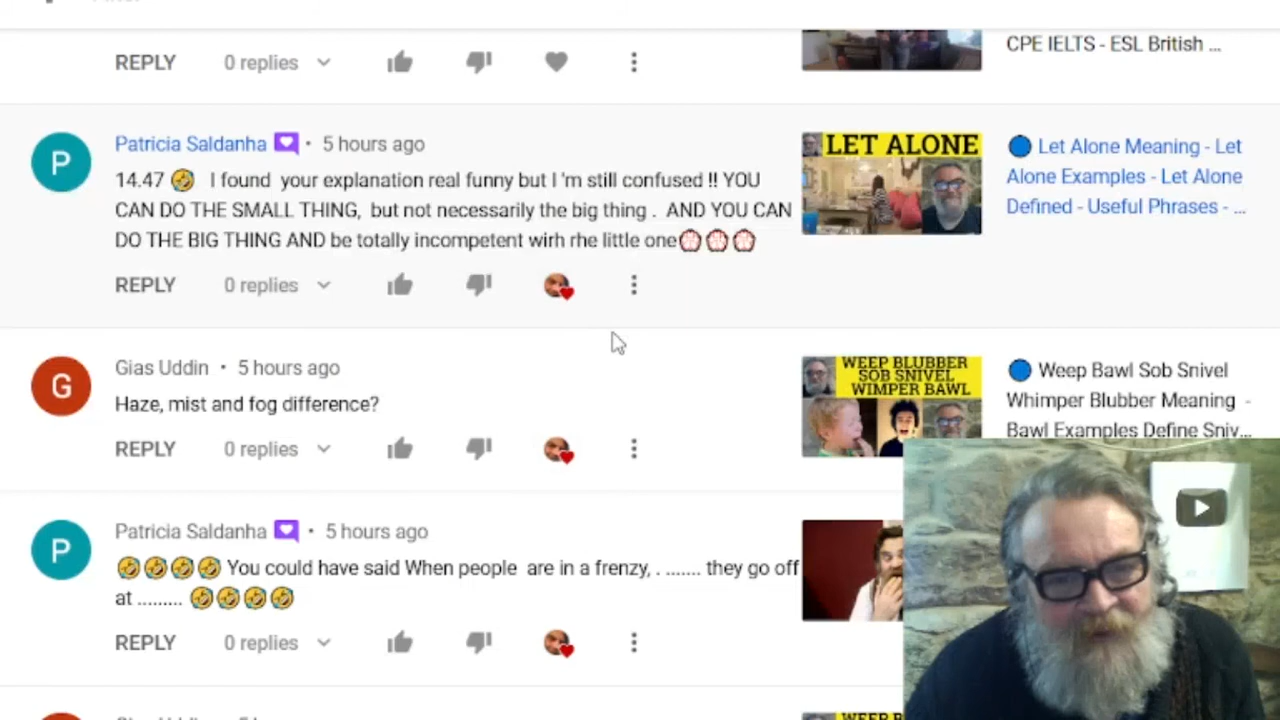 CPE IELTS - ESL British ...
REPLY 0 replies
Patricia Saldanha • 5 hours ago
14.47 🤣 I found your explanation real funny but I 'm still confused !! YOU
CAN DO THE SMALL THING, but not necessarily the big thing . AND YOU CAN
DO THE BIG THING AND be totally incompetent wirh rhe little one
REPLY 0 replies
LET ALONE
Let Alone Meaning - Let
Alone Examples - Let Alone
Defined - Useful Phrases - ...
P
Gias Uddin • 5 hours ago
Haze, mist and fog difference?
REPLY 0 replies
WEEP BLUBBER
SOB SNIVEL
WIMPER BAWL
Weep Bawl Sob Snivel
Whimper Blubber Meaning -
Bawl Examples Define Sniv...
G
Patricia Saldanha • 5 hours ago
🤣🤣🤣🤣 You could have said When people are in a frenzy, . ....... they go off
at ......... 🤣🤣🤣🤣
REPLY 0 replies
P